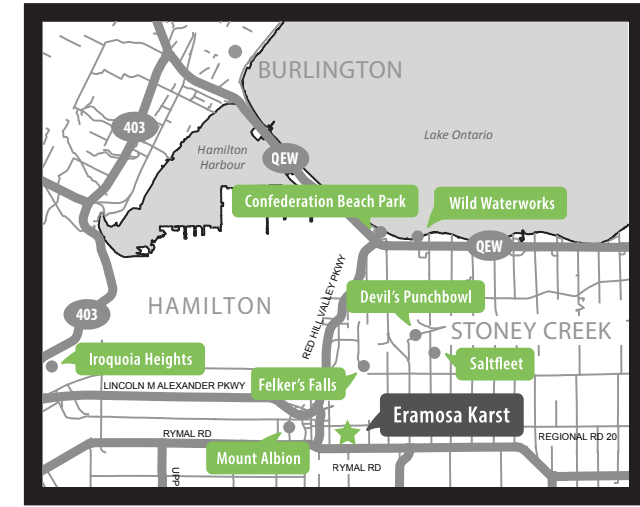 BURLINGTON
403
Lake Ontario
Hamilton
Harbour
QEW
Confederation Beach Park
Wild Waterworks
QEW
RED HILL VALLEY PKWY
Devil's Punchbowl
HAMILTON
403
STONEY CREEK
Iroquoia Heights
Saltfleet
LINCOLN M ALEXANDER PKWY
Felker's Falls
Eramosa Karst
RYMAL RD
REGIONAL RD 20
Mount Albion
RYMAL RD
UPP